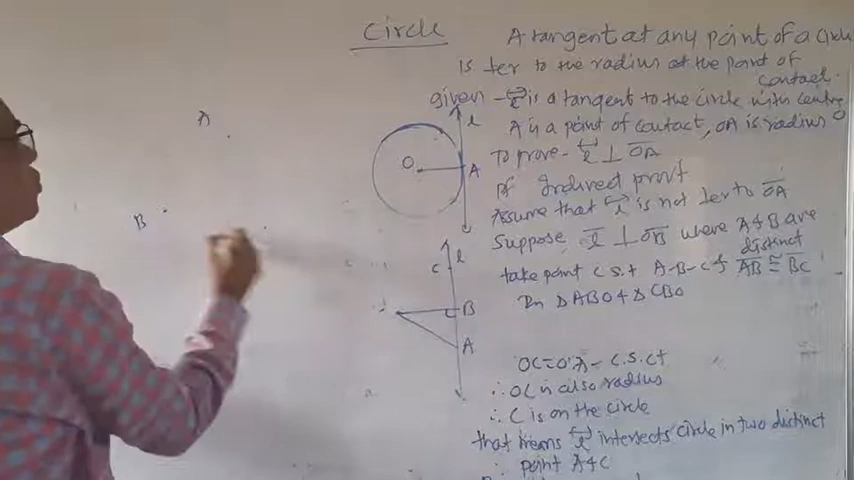 Circle
A tangent at any point of a Circle
is ter to the radius at the point of
contact.
given - l is a tangent to the circle with centre O
A is a point of contact, OA is radius
To prove - l ⊥ OA
Pf Indirect proof
Assume that l is not ter to OA
Suppose l ⊥ OB where A & B are
distinct
take point C s.t A-B-C & AB ≅ BC
In Δ ABO & Δ CBO
OC = OA - C.S.CT
∴ OC is also radius
∴ C is on the circle
that means l intersects circle in two distinct
∴ point A & C
A
B
l
O
A
l
C
B
A